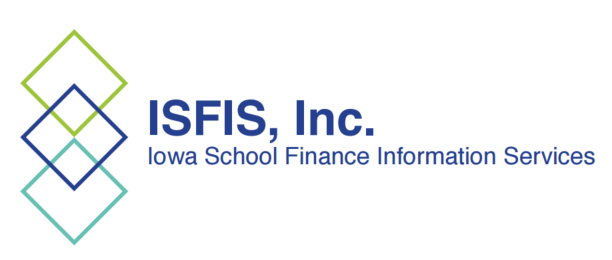 ISFIS, Inc.
Iowa School Finance Information Services